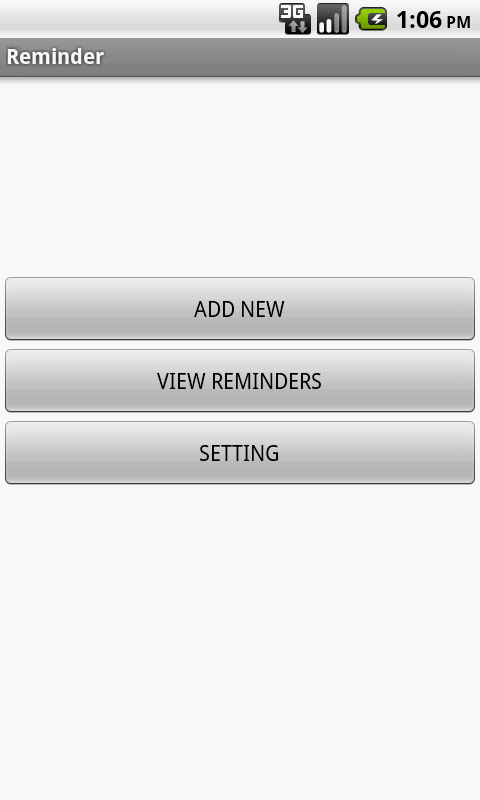 3G 1:06 PM
Reminder
ADD NEW
VIEW REMINDERS
SETTING